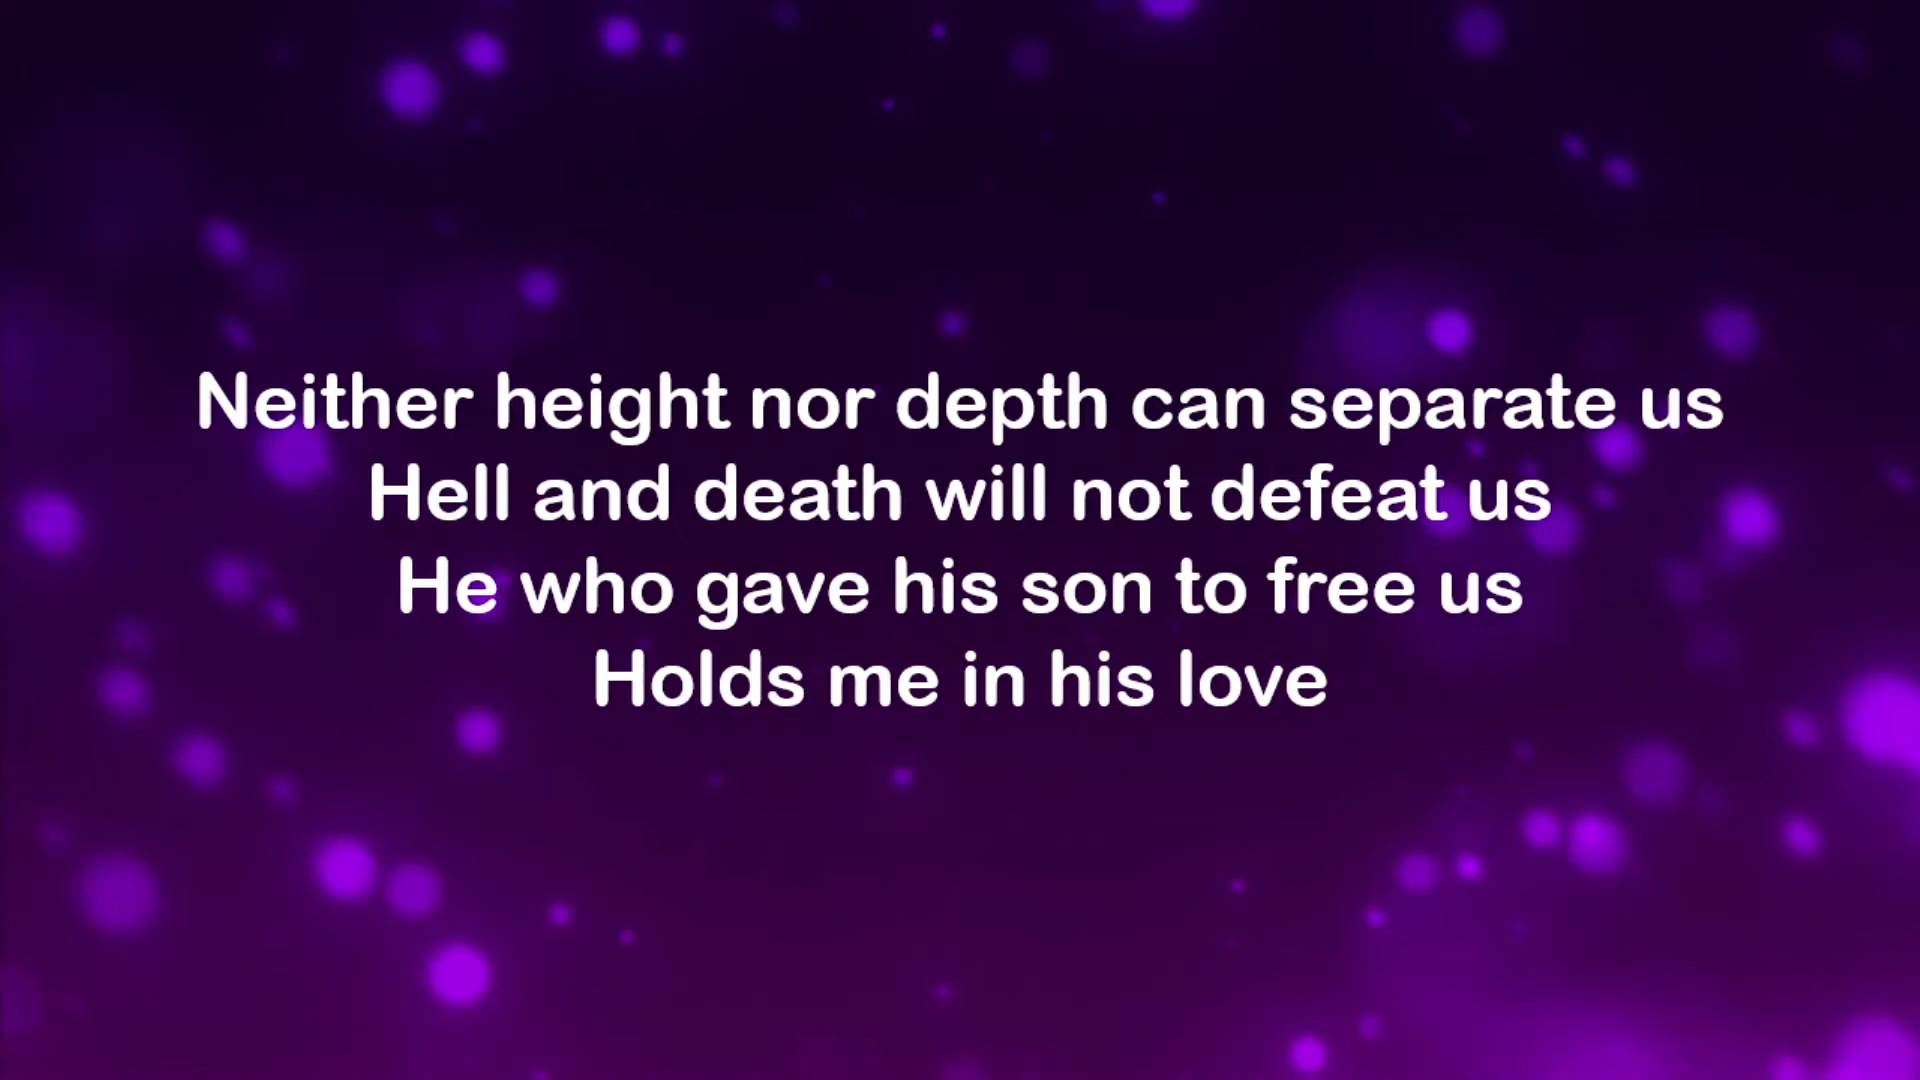 Neither height nor depth can separate us
Hell and death will not defeat us
He who gave his son to free us
Holds me in his love